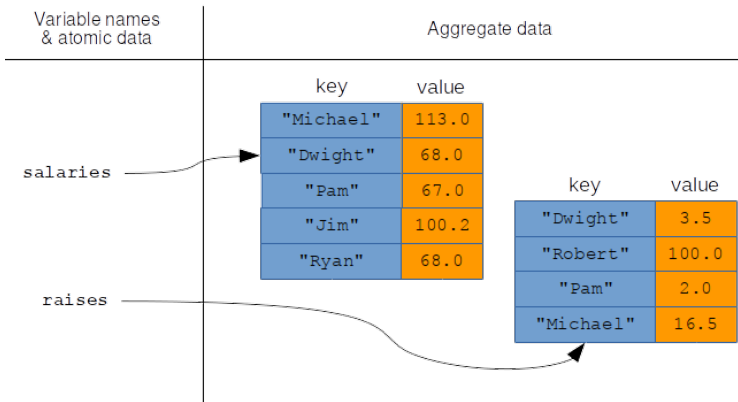 Variable names
& atomic data
Aggregate data
key value
"Michael" 113.0
"Dwight" 68.0
"Pam" 67.0
"Jim" 100.2
"Ryan" 68.0
salaries
key value
"Dwight" 3.5
"Robert" 100.0
"Pam" 2.0
"Michael" 16.5
raises